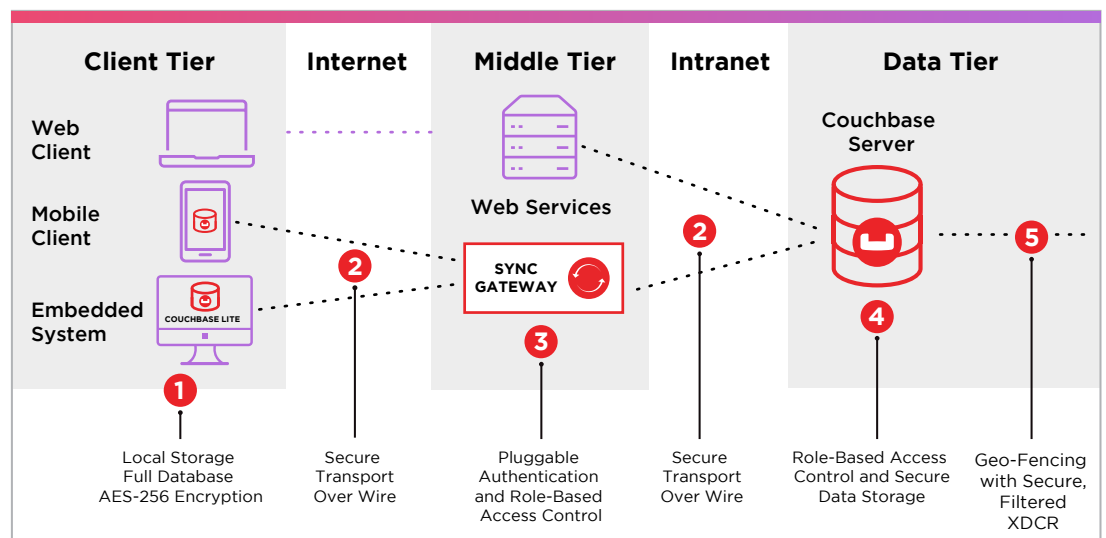 Client Tier
Internet
Middle Tier
Intranet
Data Tier
Web
Client
Mobile
Client
Embedded
System
COUCHBASE LITE
Web Services
SYNC
GATEWAY
Couchbase
Server
1
2
3
2
4
5
Local Storage
Full Database
AES-256 Encryption
Secure
Transport
Over Wire
Pluggable
Authentication
and Role-Based
Access Control
Secure
Transport
Over Wire
Role-Based Access
Control and Secure
Data Storage
Geo-Fencing
with Secure,
Filtered
XDCR